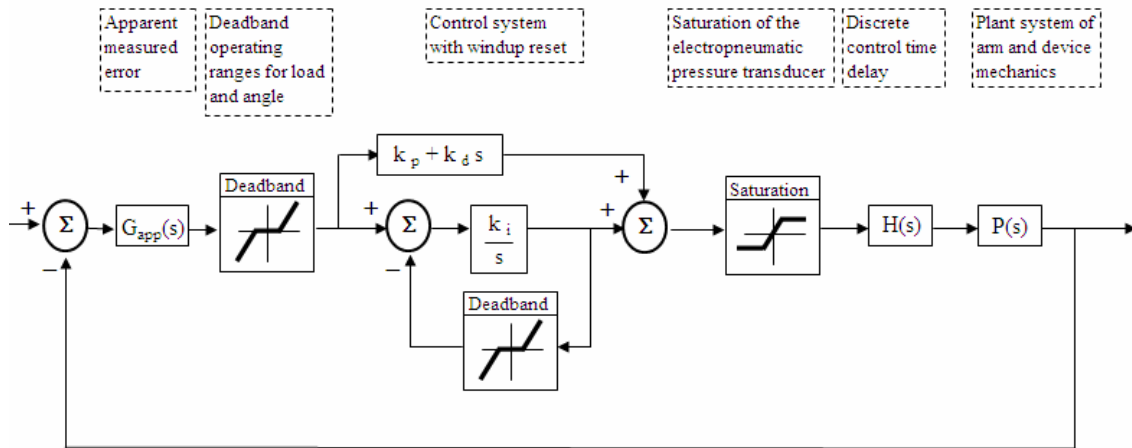 Apparent
measured
error
Deadband
operating
ranges for load
and angle
Control system
with windup reset
Saturation of the
electropneumatic
pressure transducer
Discrete
control time
delay
Plant system of
arm and device
mechanics
k p + k d s
Deadband
Saturation
+
Σ
−
G app (s)
+
Σ
−
k i
s
+
+
Σ
H(s)
P(s)
Deadband